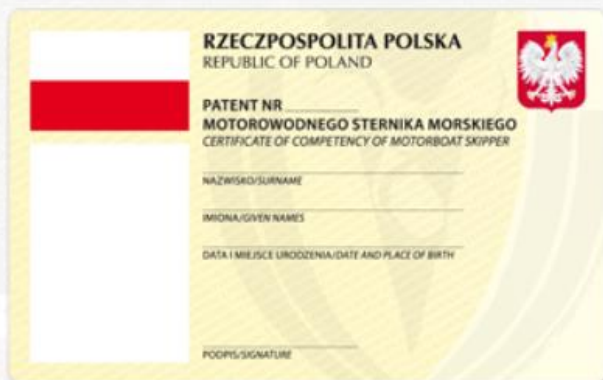 RZECZPOSPOLITA POLSKA
REPUBLIC OF POLAND
PATENT NR
MOTOROWODNEGO STERNIKA MORSKIEGO
CERTIFICATE OF COMPETENCY OF MOTORBOAT SKIPPER
NAZWISKO/SURNAME
IMIONA/GIVEN NAMES
DATA I MIEJSCE URODZENIA/DATE AND PLACE OF BIRTH
PODPIS/SIGNATURE